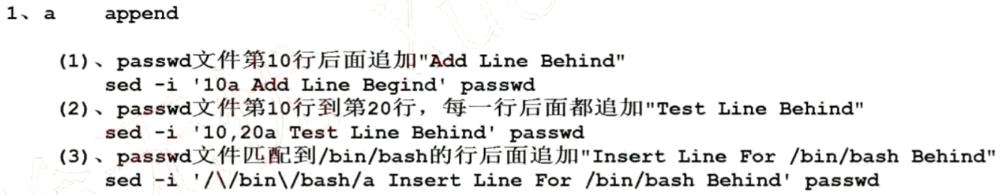 1、a append
(1)、passwd文件第10行后面追加"Add Line Behind"
sed -i '10a Add Line Begind' passwd
(2)、passwd文件第10行到第20行，每一行后面都追加"Test Line Behind"
sed -i '10,20a Test Line Behind' passwd
(3)、passwd文件匹配到/bin/bash的行后面追加"Insert Line For /bin/bash Behind"
sed -i '/\/bin\/bash/a Insert Line For /bin/bash Behind' passwd